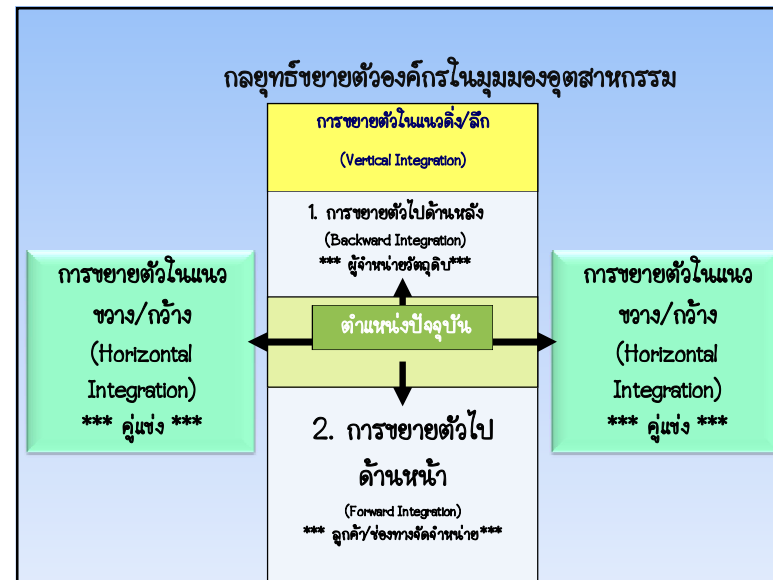 กลยุทธ์ขยายตัวองค์กรในมุมมองอุตสาหกรรม
การขยายตัวในแนวดิ่ง/ลึก
(Vertical Integration)
1. การขยายตัวไปด้านหลัง
(Backward Integration)
*** ผู้จำหน่ายวัตถุดิบ***
การขยายตัวในแนว
ขวาง/กว้าง
(Horizontal
Integration)
*** คู่แข่ง ***
ตำแหน่งปัจจุบัน
การขยายตัวในแนว
ขวาง/กว้าง
(Horizontal
Integration)
*** คู่แข่ง ***
2. การขยายตัวไป
ด้านหน้า
(Forward Integration)
*** ลูกค้า/ช่องทางจัดจำหน่าย***